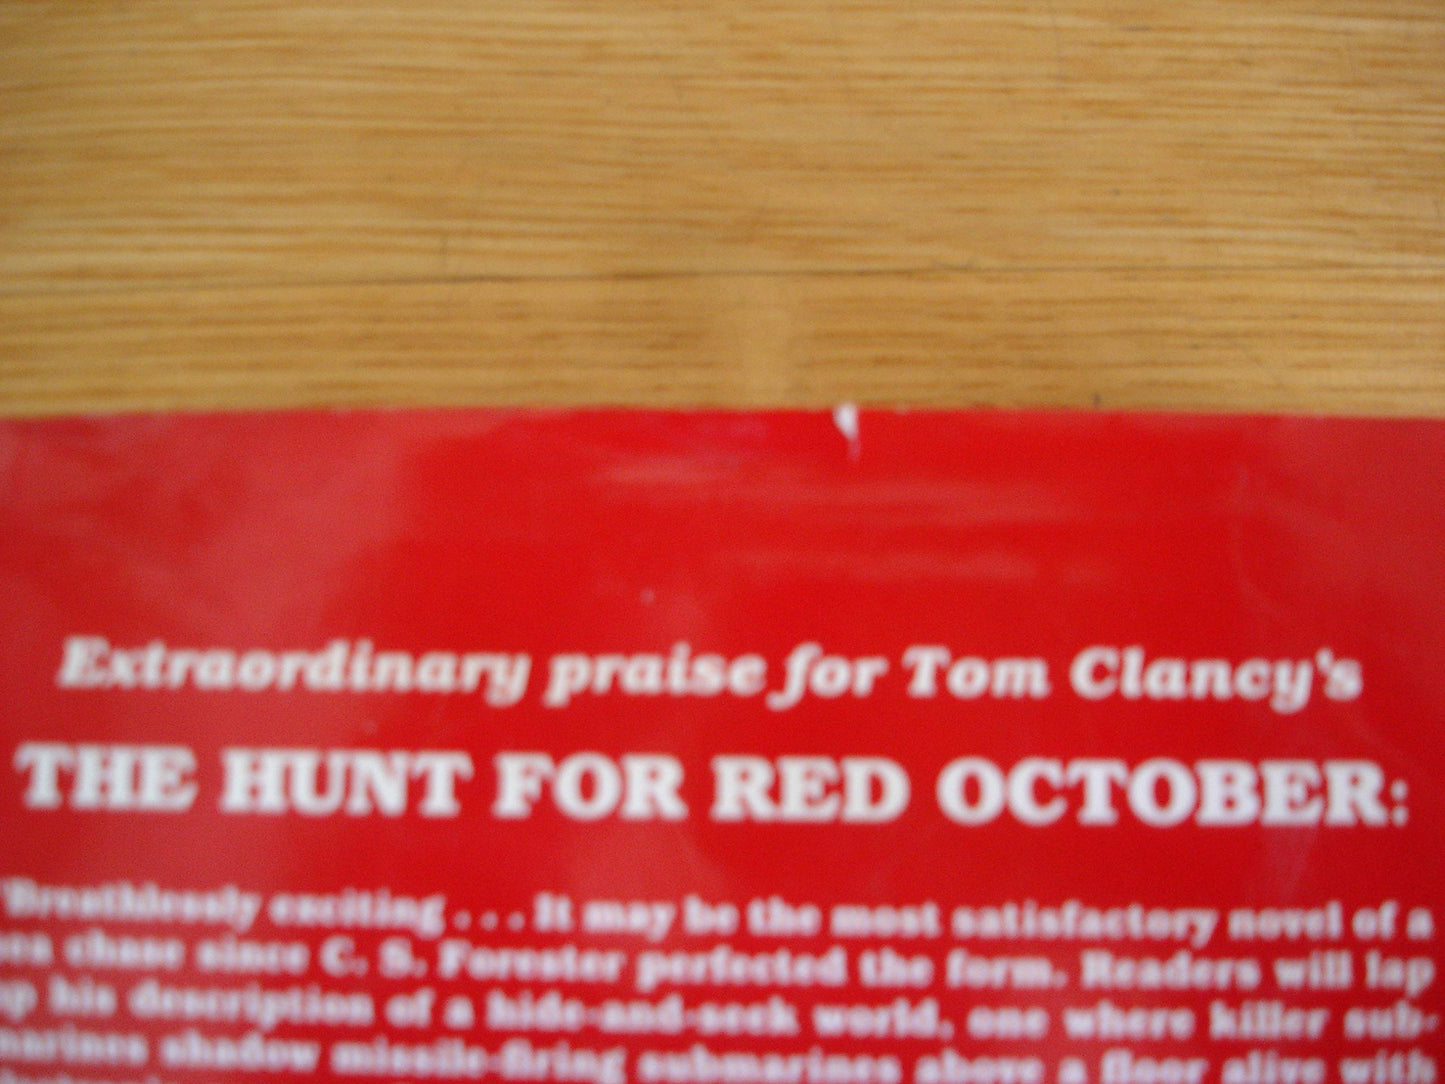 Extraordinary praise for Tom Clancy's
THE HUNT FOR RED OCTOBER:
"Breathlessly exciting . . . It may be the most satisfactory novel of a
chase since C. S. Forester perfected the form. Readers will lap
his description of a hide-and-seek world, one where killer sub-
marines shadow missile-firing submarines above a floor alive with